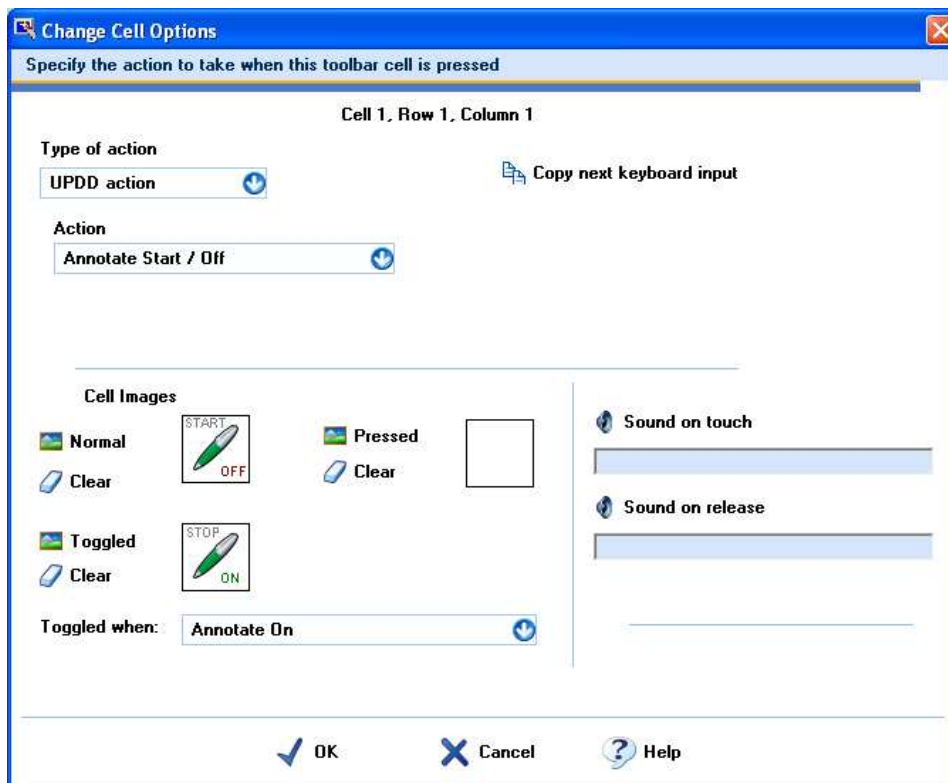 Change Cell Options
Specify the action to take when this toolbar cell is pressed
Cell 1, Row 1, Column 1
Type of action
UPDD action
Copy next keyboard input
Action
Annotate Start / Off
Cell Images
Normal
START
OFF
Clear
Pressed
Clear
Sound on touch
Sound on release
Toggled
STOP
ON
Clear
Toggled when:
Annotate On
OK
Cancel
Help